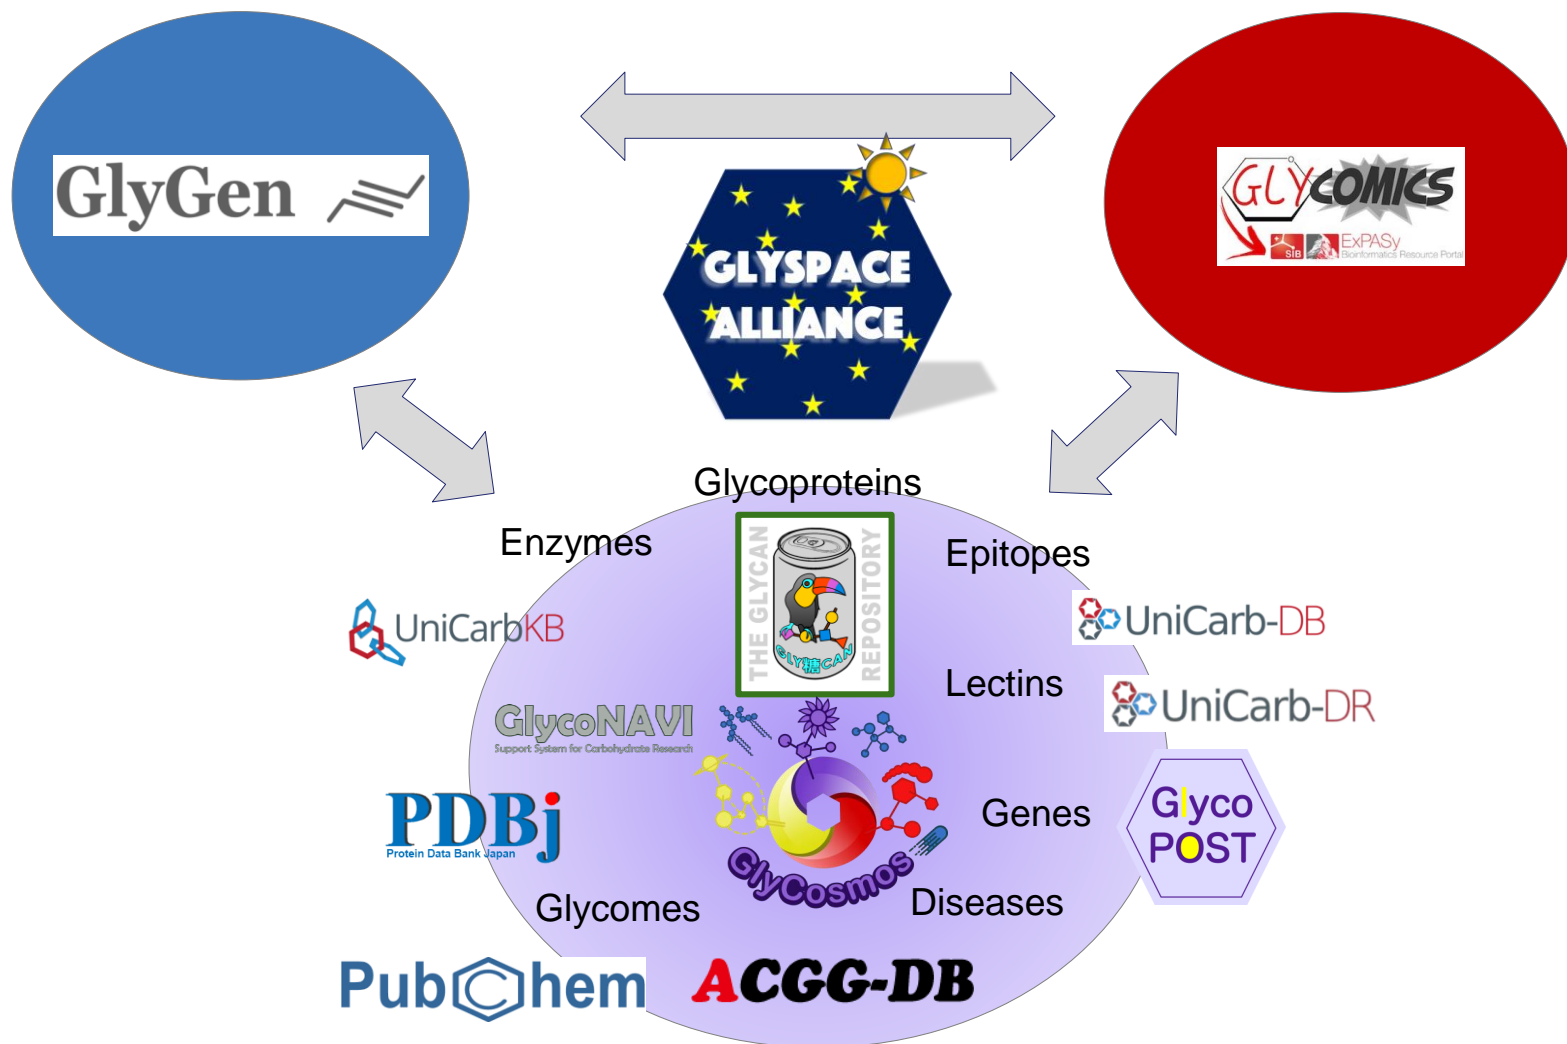 GlyGen
GLYCOMICS
SIB
ExPASy
Bioinformatics Resource Portal
GLYSPACE
ALLIANCE
Glycoproteins
Enzymes
Epitopes
THE GLYCAN
REPOSITORY
GLY糖CAN
UniCarbKB
UniCarb-DB
Lectins
UniCarb-DR
GlycoNAVI
Support System for Carbohydrate Research
PDBj
Protein Data Bank Japan
Genes
Glyco
POST
GlyCosmos
Glycomes
Diseases
PubChem
ACGG-DB